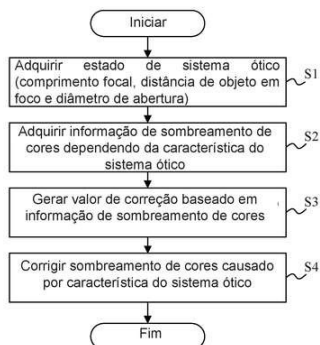 Iniciar
Adquirir estado de sistema ótico
(comprimento focal, distância de objeto em
foco e diâmetro de abertura)
S1
Adquirir informação de sombreamento de
cores dependendo da característica do
sistema ótico
S2
Gerar valor de correção baseado em
informação de sombreamento de cores
S3
Corrigir sombreamento de cores causado
por característica do sistema ótico
S4
Fim